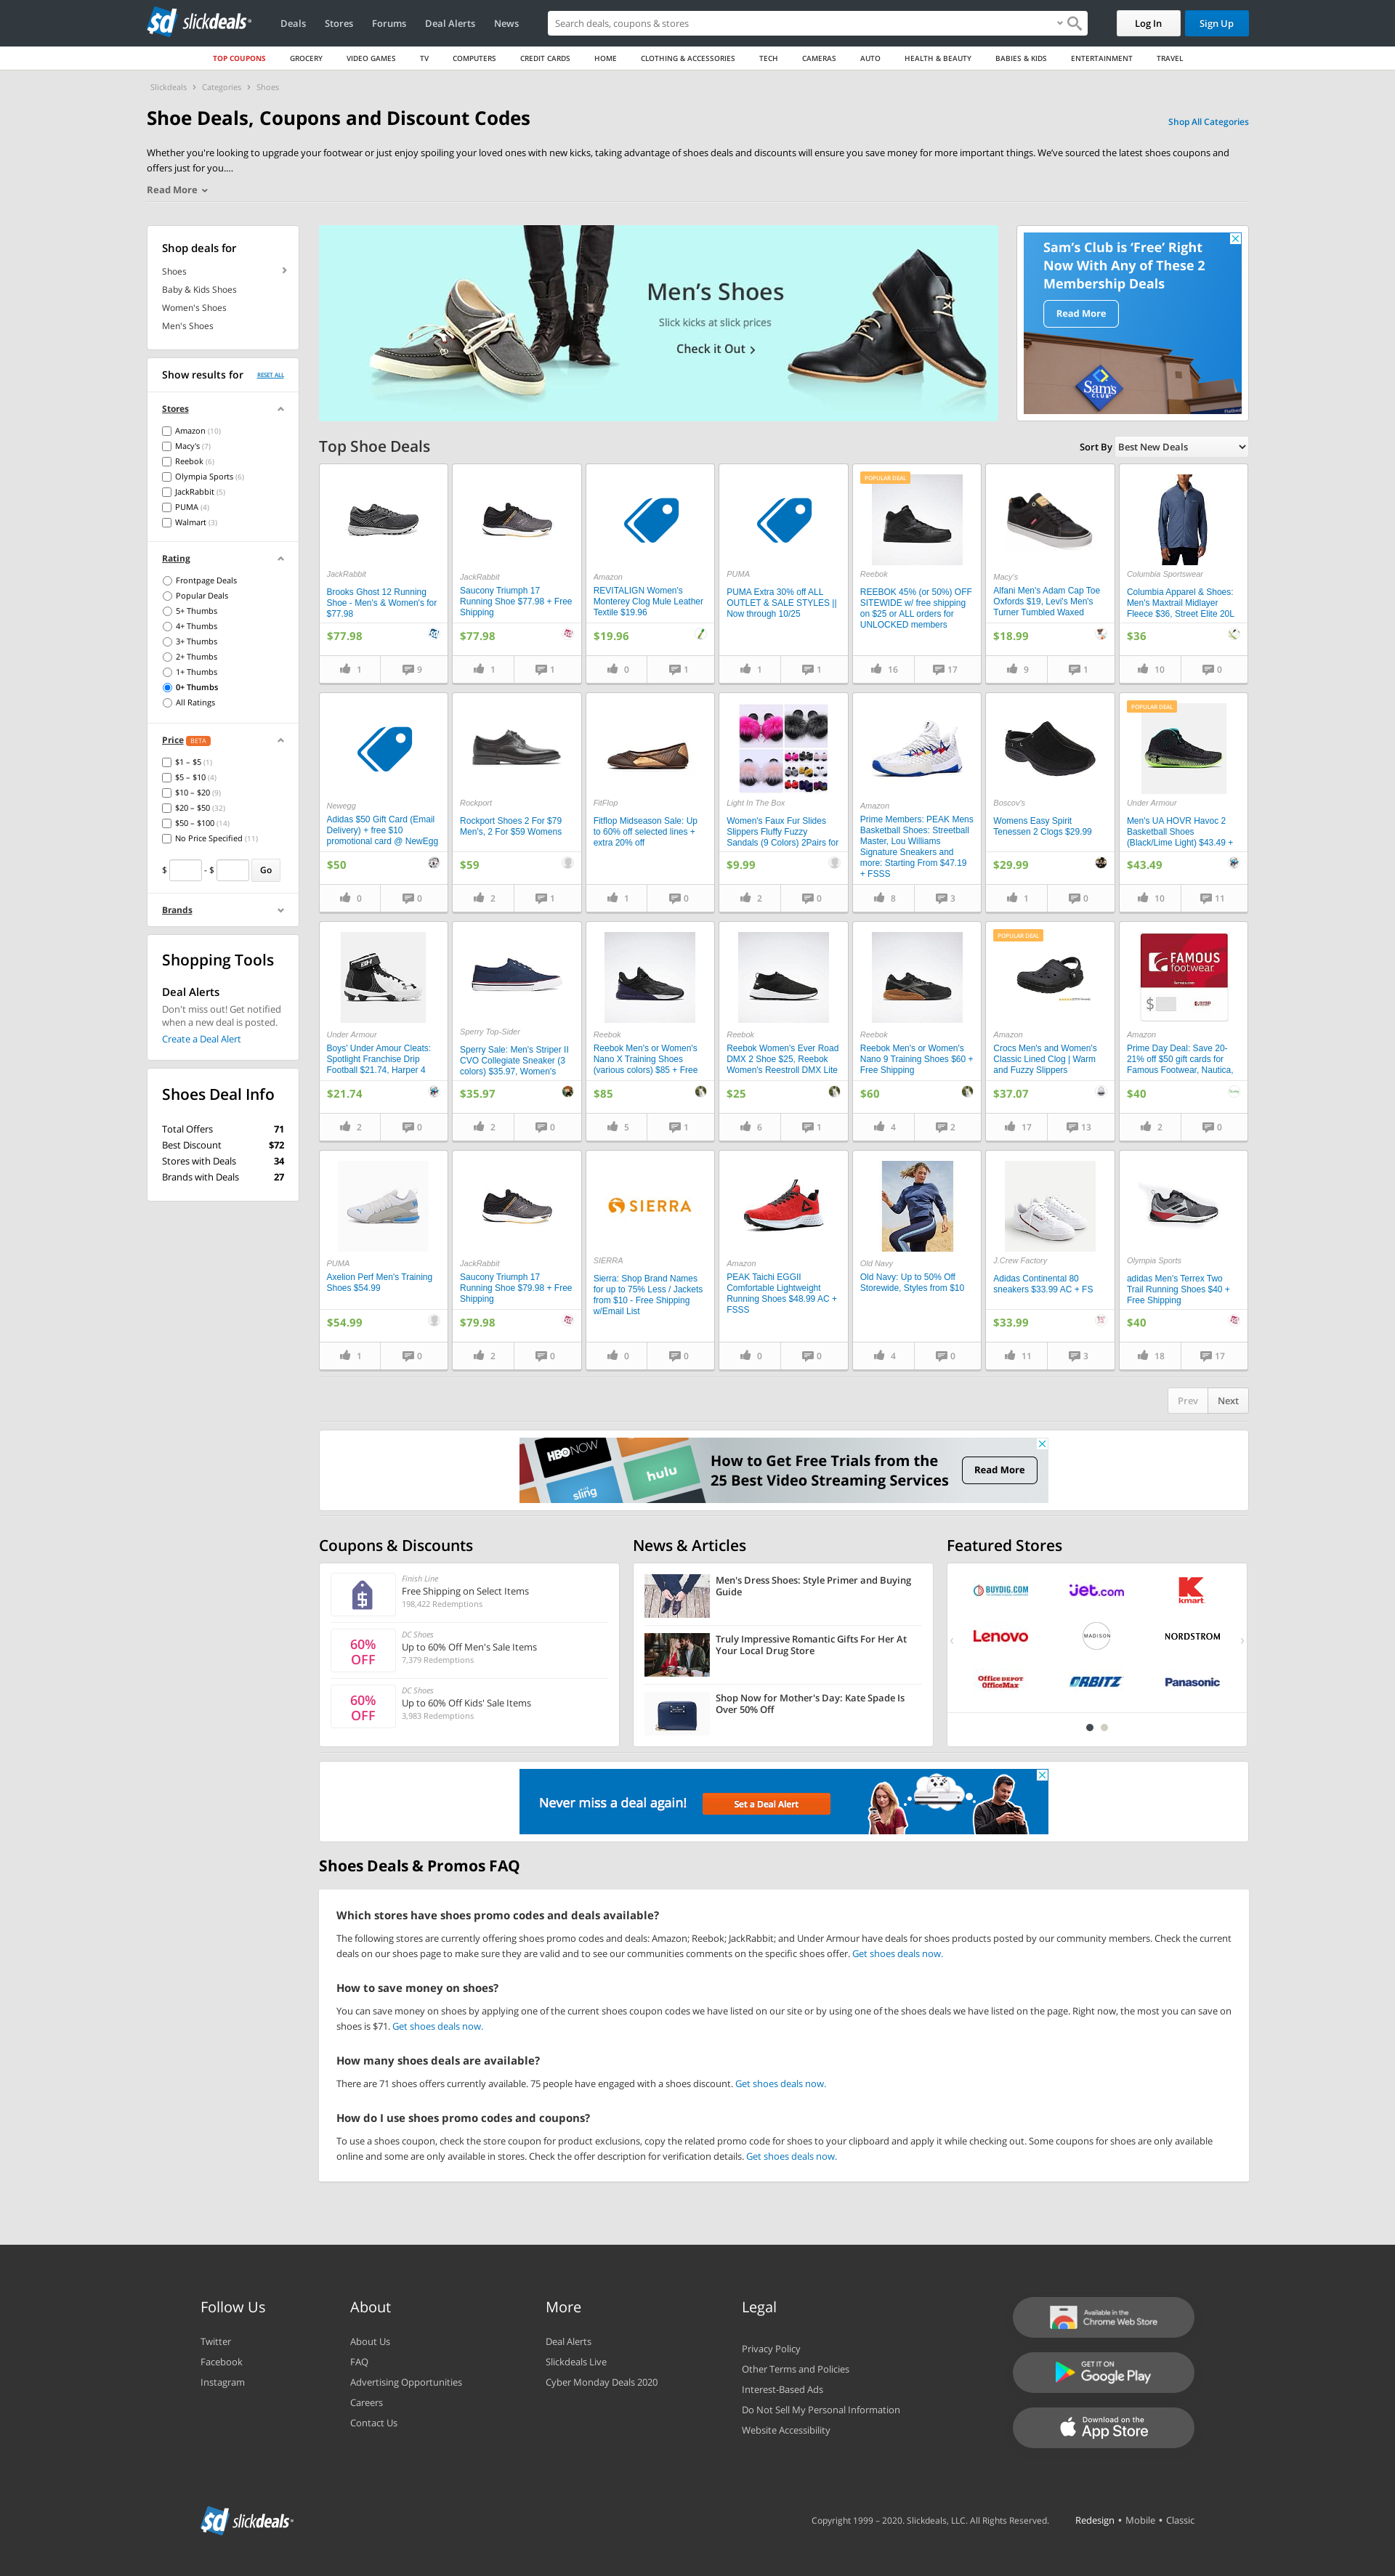 slickdeals
Deals
Stores
Forums
Deal Alerts
News
Search deals, coupons & stores
Log In
Sign Up
TOP COUPONS
GROCERY
VIDEO GAMES
TV
COMPUTERS
CREDIT CARDS
HOME
CLOTHING & ACCESSORIES
TECH
CAMERAS
AUTO
HEALTH & BEAUTY
BABIES & KIDS
ENTERTAINMENT
TRAVEL
Slickdeals › Categories › Shoes
Shoe Deals, Coupons and Discount Codes
Shop All Categories
Whether you're looking to upgrade your footwear or just enjoy spoiling your loved ones with new kicks, taking advantage of shoes deals and discounts will ensure you save money for more important things. We've sourced the latest shoes coupons and
offers just for you....
Read More
Shop deals for
Shoes
Baby & Kids Shoes
Women's Shoes
Men's Shoes
Show results for
RESET ALL
Stores
Amazon (10)
Macy's (7)
Reebok (6)
Olympia Sports (6)
JackRabbit (5)
PUMA (4)
Walmart (3)
Rating
Frontpage Deals
Popular Deals
5+ Thumbs
4+ Thumbs
3+ Thumbs
2+ Thumbs
1+ Thumbs
0+ Thumbs
All Ratings
Price BETA
$1 – $5 (1)
$5 – $10 (4)
$10 – $20 (9)
$20 – $50 (32)
$50 – $100 (14)
No Price Specified (11)
$ - $ Go
Brands
Shopping Tools
Deal Alerts
Don't miss out! Get notified
when a new deal is posted.
Create a Deal Alert
Shoes Deal Info
Total Offers 71
Best Discount $72
Stores with Deals 34
Brands with Deals 27
Men's Shoes
Slick kicks at slick prices
Check it Out
Sam's Club is 'Free' Right
Now With Any of These 2
Membership Deals
Read More
Sam's
CLUB
Top Shoe Deals
Sort By Best New Deals
JackRabbit
Brooks Ghost 12 Running
Shoe - Men's & Women's for
$77.98
$77.98
1 9
JackRabbit
Saucony Triumph 17
Running Shoe $77.98 + Free
Shipping
$77.98
1 1
Amazon
REVITALIGN Women's
Monterey Clog Mule Leather
Textile $19.96
$19.96
0 1
PUMA
PUMA Extra 30% off ALL
OUTLET & SALE STYLES ||
Now through 10/25
1 1
POPULAR DEAL
Reebok
REEBOK 45% (or 50%) OFF
SITEWIDE w/ free shipping
on $25 or ALL orders for
UNLOCKED members
16 17
Macy's
Alfani Men's Adam Cap Toe
Oxfords $19, Levi's Men's
Turner Tumbled Waxed
$18.99
9 1
Columbia Sportswear
Columbia Apparel & Shoes:
Men's Maxtrail Midlayer
Fleece $36, Street Elite 20L
$36
10 0
Newegg
Adidas $50 Gift Card (Email
Delivery) + free $10
promotional card @ NewEgg
$50
0 0
Rockport
Rockport Shoes 2 For $79
Men's, 2 For $59 Womens
$59
2 1
FitFlop
Fitflop Midseason Sale: Up
to 60% off selected lines +
extra 20% off
1 0
Light In The Box
Women's Faux Fur Slides
Slippers Fluffy Fuzzy
Sandals (9 Colors) 2Pairs for
$9.99
2 0
Amazon
Prime Members: PEAK Mens
Basketball Shoes: Streetball
Master, Lou Williams
Signature Sneakers and
more: Starting From $47.19
+ FSSS
8 3
Boscov's
Womens Easy Spirit
Tenessen 2 Clogs $29.99
$29.99
1 0
POPULAR DEAL
Under Armour
Men's UA HOVR Havoc 2
Basketball Shoes
(Black/Lime Light) $43.49 +
$43.49
10 11
Under Armour
Boys' Under Amour Cleats:
Spotlight Franchise Drip
Football $21.74, Harper 4
$21.74
2 0
Sperry Top-Sider
Sperry Sale: Men's Striper II
CVO Collegiate Sneaker (3
colors) $35.97, Women's
$35.97
2 0
Reebok
Reebok Men's or Women's
Nano X Training Shoes
(various colors) $85 + Free
$85
5 1
Reebok
Reebok Women's Ever Road
DMX 2 Shoe $25, Reebok
Women's Reestroll DMX Lite
$25
6 1
Reebok
Reebok Men's or Women's
Nano 9 Training Shoes $60 +
Free Shipping
$60
4 2
POPULAR DEAL
Amazon
Crocs Men's and Women's
Classic Lined Clog | Warm
and Fuzzy Slippers
$37.07
17 13
FAMOUS
footwear
$
Amazon
Prime Day Deal: Save 20-
21% off $50 gift cards for
Famous Footwear, Nautica,
$40
2 0
PUMA
Axelion Perf Men's Training
Shoes $54.99
$54.99
1 0
JackRabbit
Saucony Triumph 17
Running Shoe $79.98 + Free
Shipping
$79.98
2 0
SIERRA
SIERRA
Sierra: Shop Brand Names
for up to 75% Less / Jackets
from $10 - Free Shipping
w/Email List
0 0
Amazon
PEAK Taichi EGGII
Comfortable Lightweight
Running Shoes $48.99 AC +
FSSS
0 0
Old Navy
Old Navy: Up to 50% Off
Storewide, Styles from $10
4 0
J.Crew Factory
Adidas Continental 80
sneakers $33.99 AC + FS
$33.99
11 3
Olympia Sports
adidas Men's Terrex Two
Trail Running Shoes $40 +
Free Shipping
$40
18 17
Prev Next
HBO NOW
hulu
sling
How to Get Free Trials from the
25 Best Video Streaming Services
Read More
Coupons & Discounts
Finish Line
Free Shipping on Select Items
198,422 Redemptions
60%
OFF
DC Shoes
Up to 60% Off Men's Sale Items
7,379 Redemptions
60%
OFF
DC Shoes
Up to 60% Off Kids' Sale Items
3,983 Redemptions
News & Articles
Men's Dress Shoes: Style Primer and Buying
Guide
Truly Impressive Romantic Gifts For Her At
Your Local Drug Store
Shop Now for Mother's Day: Kate Spade Is
Over 50% Off
Featured Stores
BUYDIG.COM
Jet.com
kmart
Lenovo
MADISON
NORDSTROM
Office DEPOT
OfficeMax
ORBITZ
Panasonic
Never miss a deal again!
Set a Deal Alert
Shoes Deals & Promos FAQ
Which stores have shoes promo codes and deals available?
The following stores are currently offering shoes promo codes and deals: Amazon; Reebok; JackRabbit; and Under Armour have deals for shoes products posted by our community members. Check the current
deals on our shoes page to make sure they are valid and to see our communities comments on the specific shoes offer. Get shoes deals now.
How to save money on shoes?
You can save money on shoes by applying one of the current shoes coupon codes we have listed on our site or by using one of the shoes deals we have listed on the page. Right now, the most you can save on
shoes is $71. Get shoes deals now.
How many shoes deals are available?
There are 71 shoes offers currently available. 75 people have engaged with a shoes discount. Get shoes deals now.
How do I use shoes promo codes and coupons?
To use a shoes coupon, check the store coupon for product exclusions, copy the related promo code for shoes to your clipboard and apply it while checking out. Some coupons for shoes are only available
online and some are only available in stores. Check the offer description for verification details. Get shoes deals now.
Follow Us
Twitter
Facebook
Instagram
About
About Us
FAQ
Advertising Opportunities
Careers
Contact Us
More
Deal Alerts
Slickdeals Live
Cyber Monday Deals 2020
Legal
Privacy Policy
Other Terms and Policies
Interest-Based Ads
Do Not Sell My Personal Information
Website Accessibility
Available in the
Chrome Web Store
GET IT ON
Google Play
Download on the
App Store
slickdeals
Copyright 1999 – 2020. Slickdeals, LLC. All Rights Reserved.
Redesign • Mobile • Classic